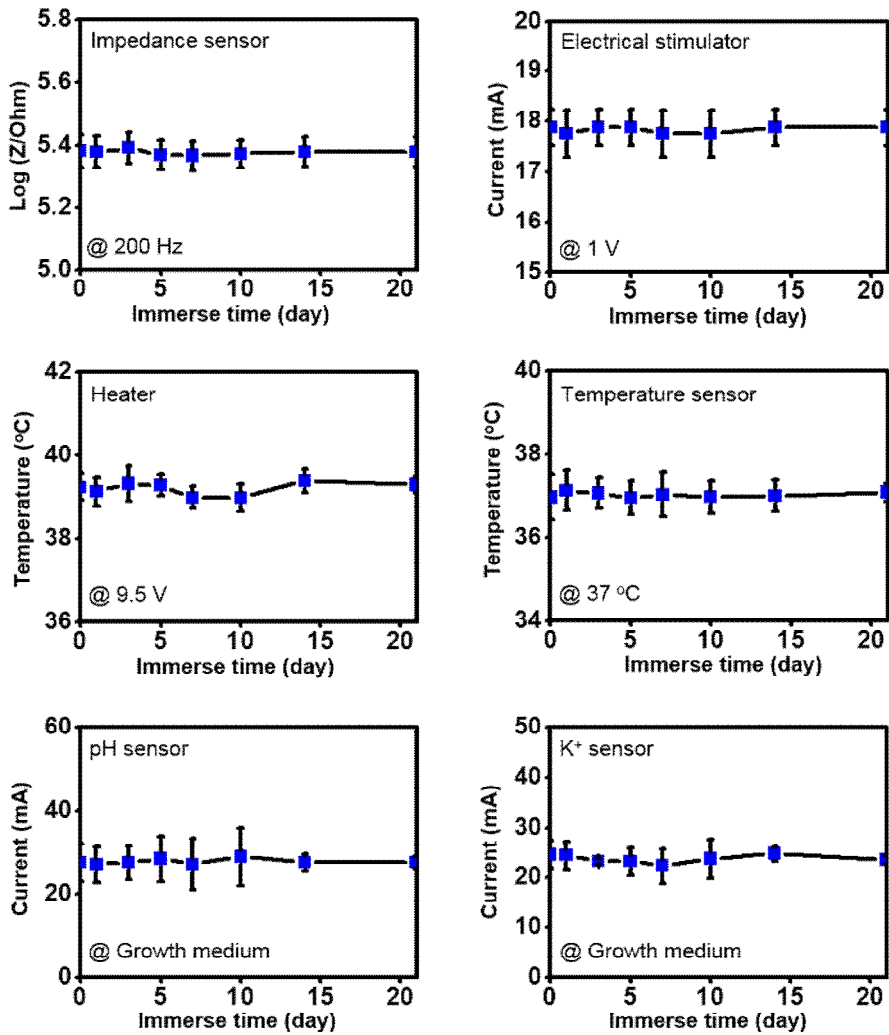 Impedance sensor
Log (Z/Ohm)
5.8
5.6
5.4
5.2
5.0
@ 200 Hz
0 5 10 15 20
Immerse time (day)
Electrical stimulator
Current (mA)
20
19
18
17
16
15
@ 1 V
0 5 10 15 20
Immerse time (day)
Heater
Temperature (°C)
42
40
38
36
@ 9.5 V
0 5 10 15 20
Immerse time (day)
Temperature sensor
Temperature (°C)
40
38
36
34
@ 37 °C
0 5 10 15 20
Immerse time (day)
pH sensor
Current (mA)
60
40
20
0
@ Growth medium
0 5 10 15 20
Immerse time (day)
K⁺ sensor
Current (mA)
50
40
30
20
10
0
@ Growth medium
0 5 10 15 20
Immerse time (day)